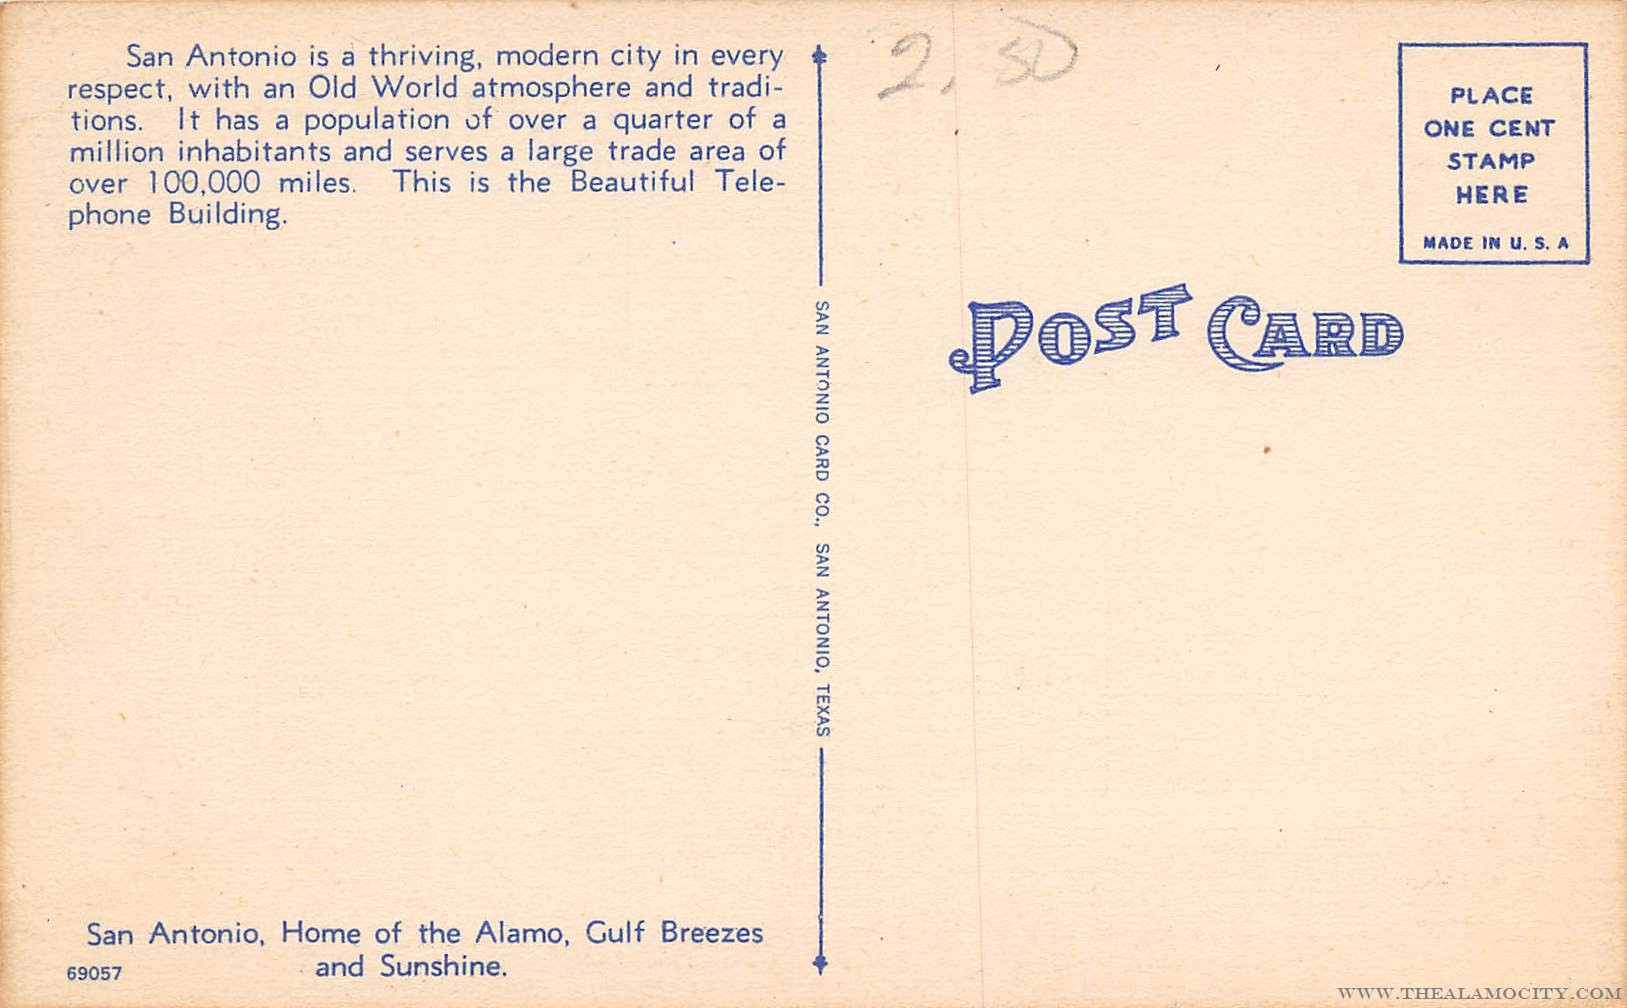 San Antonio is a thriving, modern city in every
respect, with an Old World atmosphere and tradi-
tions. It has a population of over a quarter of a
million inhabitants and serves a large trade area of
over 100,000 miles. This is the Beautiful Tele-
phone Building.
San Antonio, Home of the Alamo, Gulf Breezes
and Sunshine.
69057
SAN ANTONIO CARD CO., SAN ANTONIO, TEXAS
2.50
PLACE
ONE CENT
STAMP
HERE
MADE IN U. S. A
POST CARD
WWW.THEALAMOCITY.COM